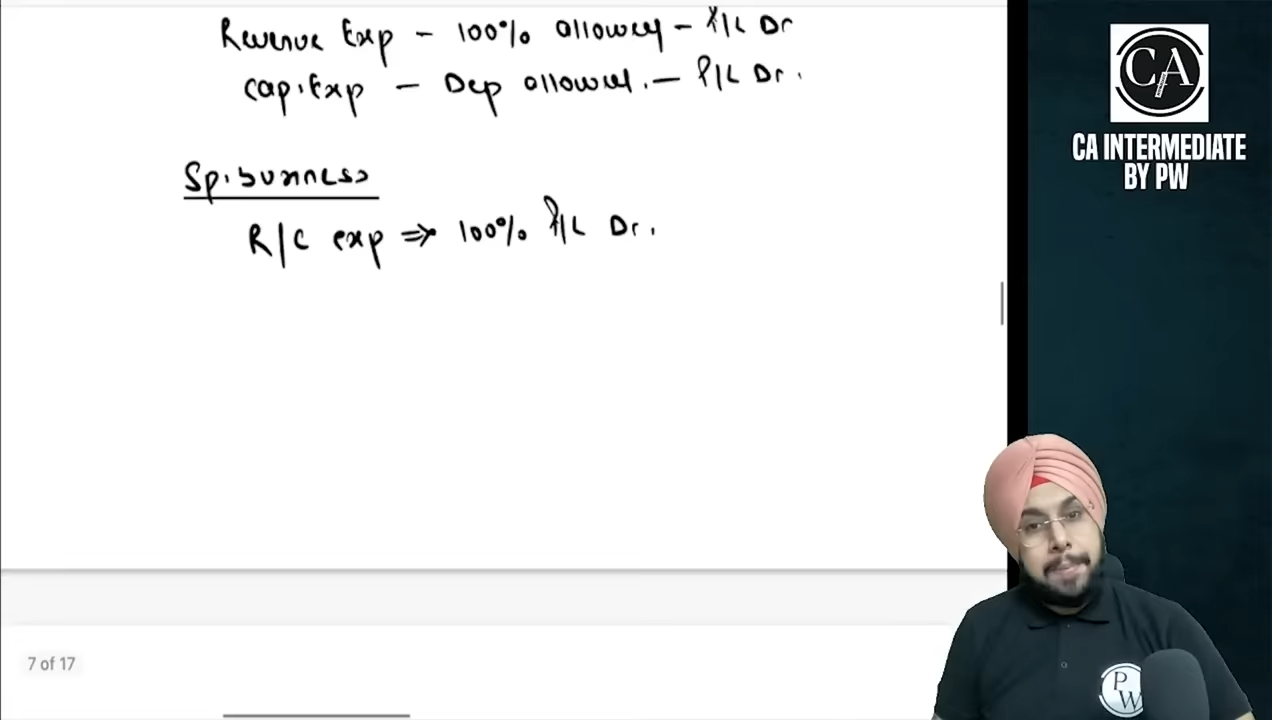 Revenue Exp - 100% allowed - P/L Dr
Cap. Exp - Dep allowed. - P/L Dr.
Sp. business
R/C exp ⇒ 100% P/L Dr.
7 of 17
CA
CA INTERMEDIATE
BY PW
PW